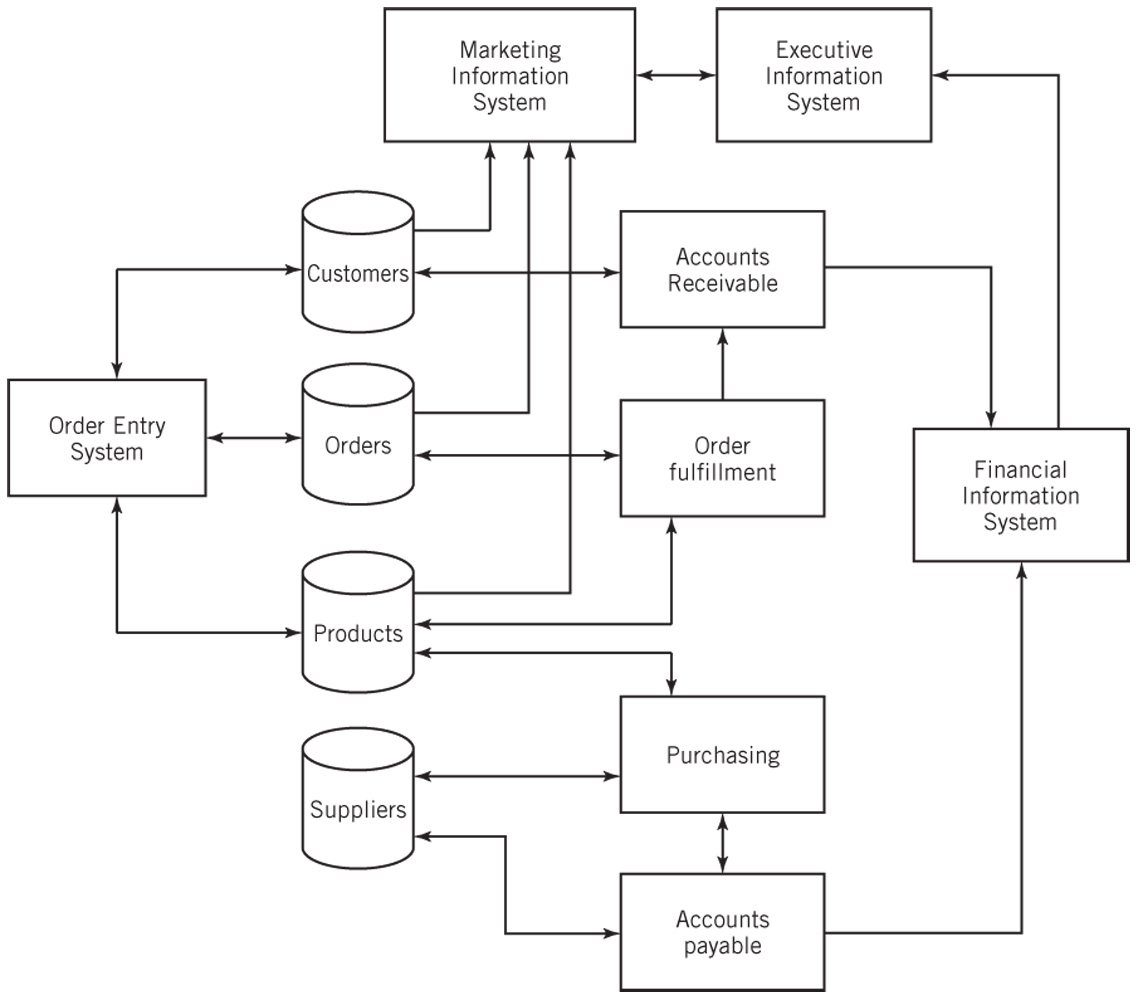 Marketing
Information
System
Executive
Information
System
Customers
Accounts
Receivable
Order Entry
System
Orders
Order
fulfillment
Financial
Information
System
Products
Purchasing
Suppliers
Accounts
payable